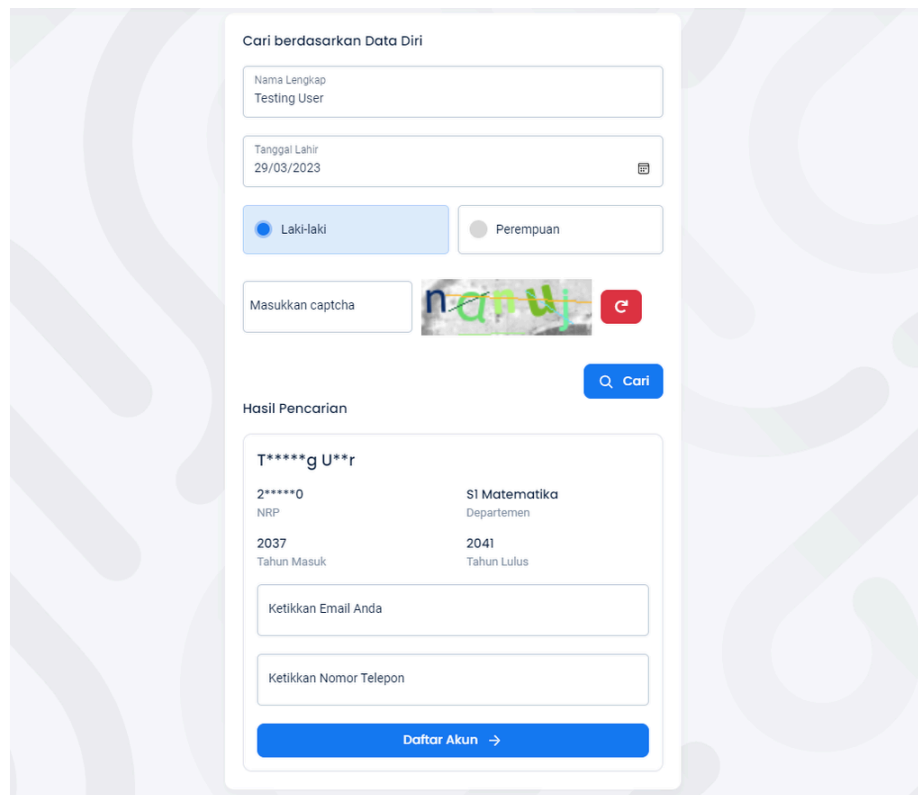 Cari berdasarkan Data Diri
Nama Lengkap
Testing User
Tanggal Lahir
29/03/2023
Laki-laki
Perempuan
Masukkan captcha
nanuj
Cari
Hasil Pencarian
T*****g U**r
2*****0
S1 Matematika
NRP
Departemen
2037
2041
Tahun Masuk
Tahun Lulus
Ketikkan Email Anda
Ketikkan Nomor Telepon
Daftar Akun →